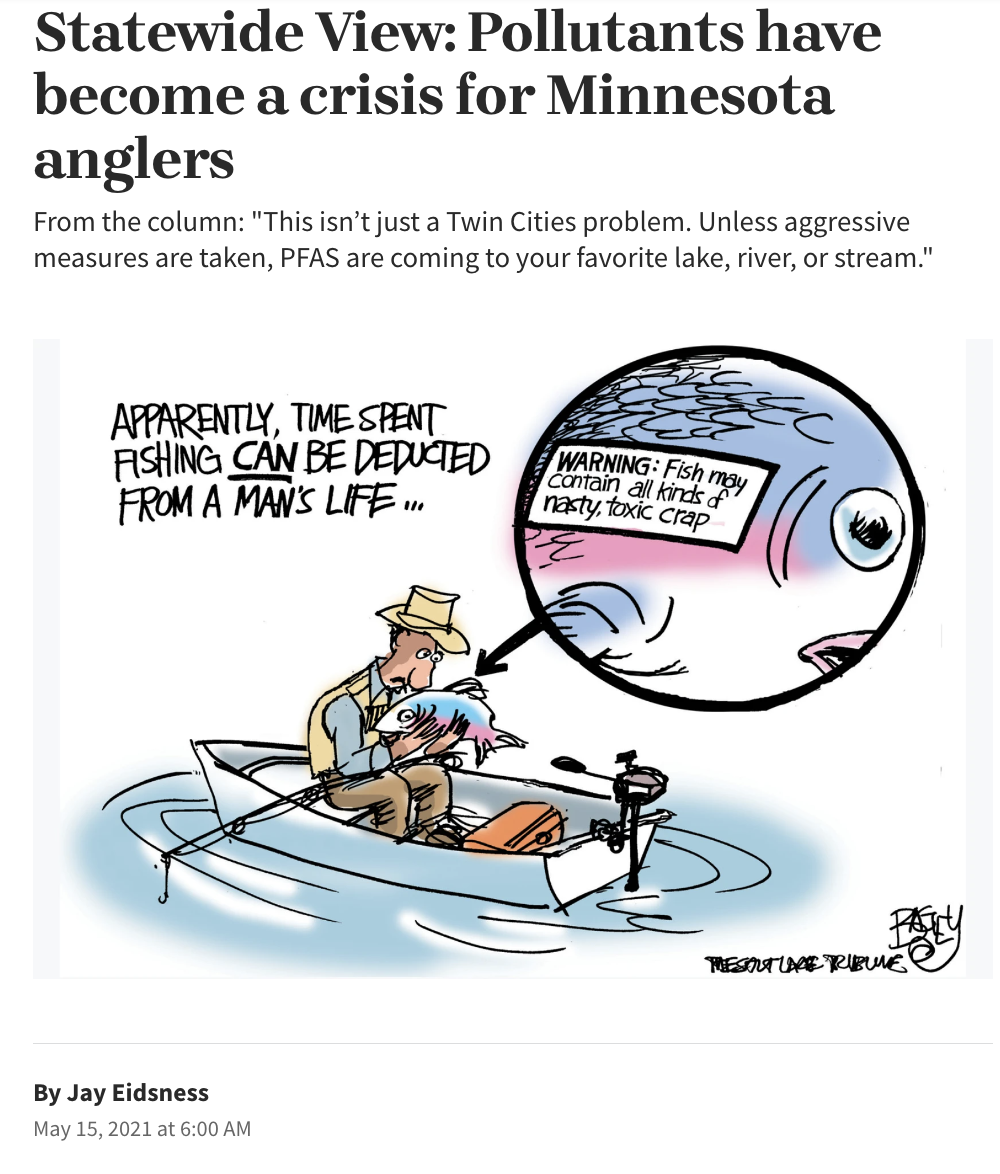 Statewide View: Pollutants have
become a crisis for Minnesota
anglers
From the column: "This isn’t just a Twin Cities problem. Unless aggressive
measures are taken, PFAS are coming to your favorite lake, river, or stream."
APPARENTLY, TIME SPENT
FISHING CAN BE DEDUCTED
FROM A MAN'S LIFE ...
WARNING: Fish may
contain all kinds of
nasty, toxic crap
BAGLEY
THE SALT LAKE TRIBUNE
By Jay Eidsness
May 15, 2021 at 6:00 AM